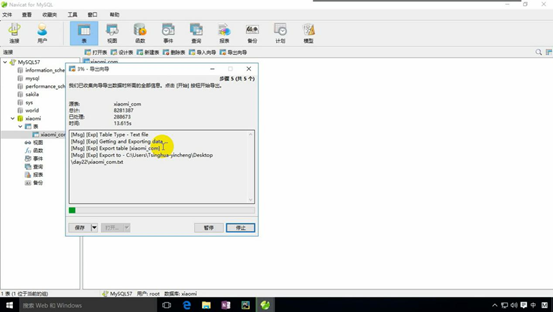 Navicat for MySQL
文件 查看 收藏夹 工具 窗口 帮助
连接 用户 表 视图 函数 事件 查询 报表 备份 计划 模型
连接 打开表 设计表 新建表 删除表 导入向导 导出向导
MySQL57
information_sche
mysql
performance_sche
sakila
sys
world
xiaomi
表
xiaomi_com
视图
函数
事件
查询
报表
备份
3% - 导出向导
步骤 5 (共 5 个)
我们已收集向导导出数据时所需的全部信息。点击 [开始] 按钮开始导出。
源表: xiaomi_com
总计: 8281387
已处理: 288673
时间: 13.615s
[Msg] [Exp] Table Type - Text file
[Msg] [Exp] Getting and Exporting data...
[Msg] [Exp] Export table [xiaomi_com]
[Msg] [Exp] Export to - C:\Users\Tsinghua-yincheng\Desktop
\day22\xiaomi_com.txt
保存 打开... 暂停 停止
1 表 (1 位于当前的组) MySQL57 用户: root 数据库: xiaomi
搜索 Web 和 Windows
中 M